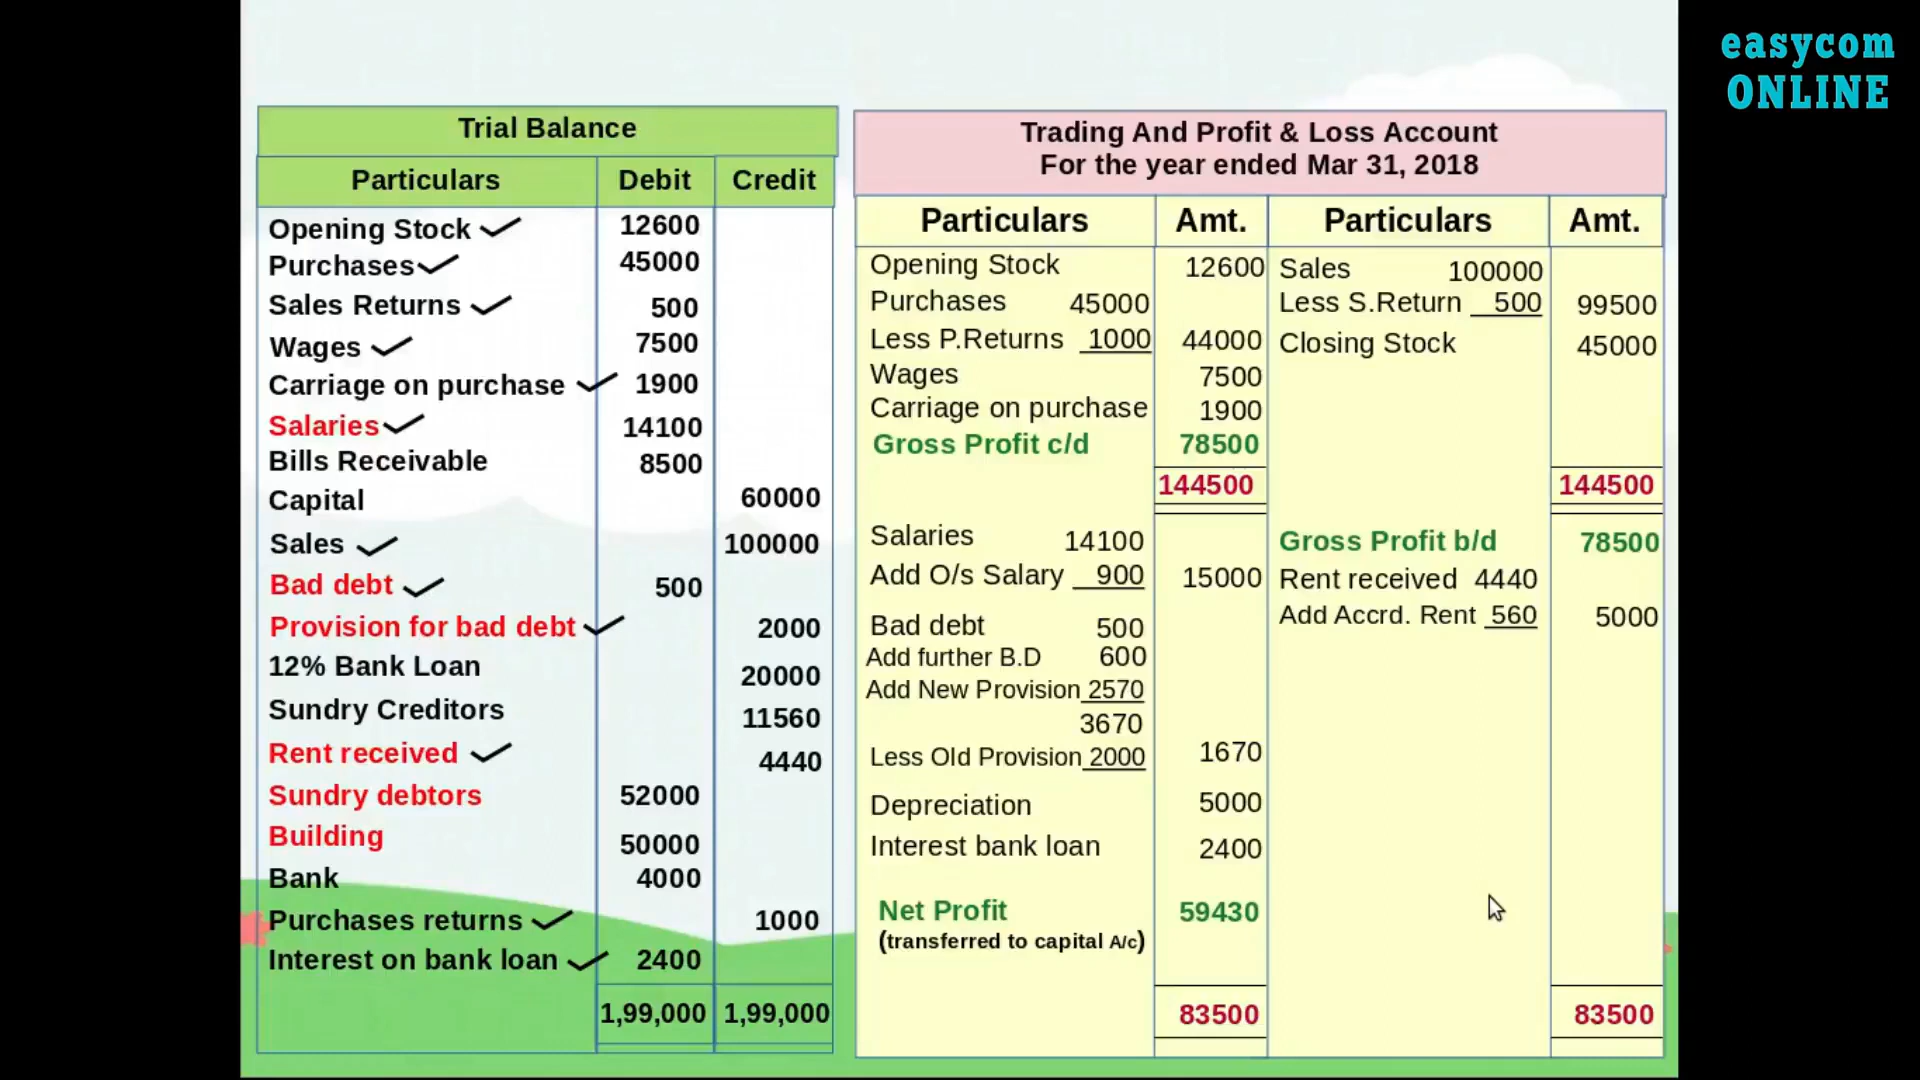 easycom
ONLINE
Trial Balance
Particulars Debit Credit
Opening Stock 12600
Purchases 45000
Sales Returns 500
Wages 7500
Carriage on purchase 1900
Salaries 14100
Bills Receivable 8500
Capital 60000
Sales 100000
Bad debt 500
Provision for bad debt 2000
12% Bank Loan 20000
Sundry Creditors 11560
Rent received 4440
Sundry debtors 52000
Building 50000
Bank 4000
Purchases returns 1000
Interest on bank loan 2400
1,99,000 1,99,000
Trading And Profit & Loss Account
For the year ended Mar 31, 2018
Particulars Amt. Particulars Amt.
Opening Stock 12600 Sales 100000
Purchases 45000 Less S.Return 500 99500
Less P.Returns 1000 44000 Closing Stock 45000
Wages 7500
Carriage on purchase 1900
Gross Profit c/d 78500
144500 144500
Salaries 14100 Gross Profit b/d 78500
Add O/s Salary 900 15000 Rent received 4440
Add Accrd. Rent 560 5000
Bad debt 500
Add further B.D 600
Add New Provision 2570
3670
Less Old Provision 2000 1670
Depreciation 5000
Interest bank loan 2400
Net Profit 59430
(transferred to capital A/c)
83500 83500